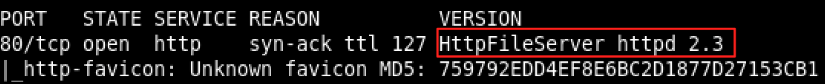 PORT STATE SERVICE REASON VERSION
80/tcp open http syn-ack ttl 127 HttpFileServer httpd 2.3
|_http-favicon: Unknown favicon MD5: 759792EDD4EF8E6BC2D1877D27153CB1